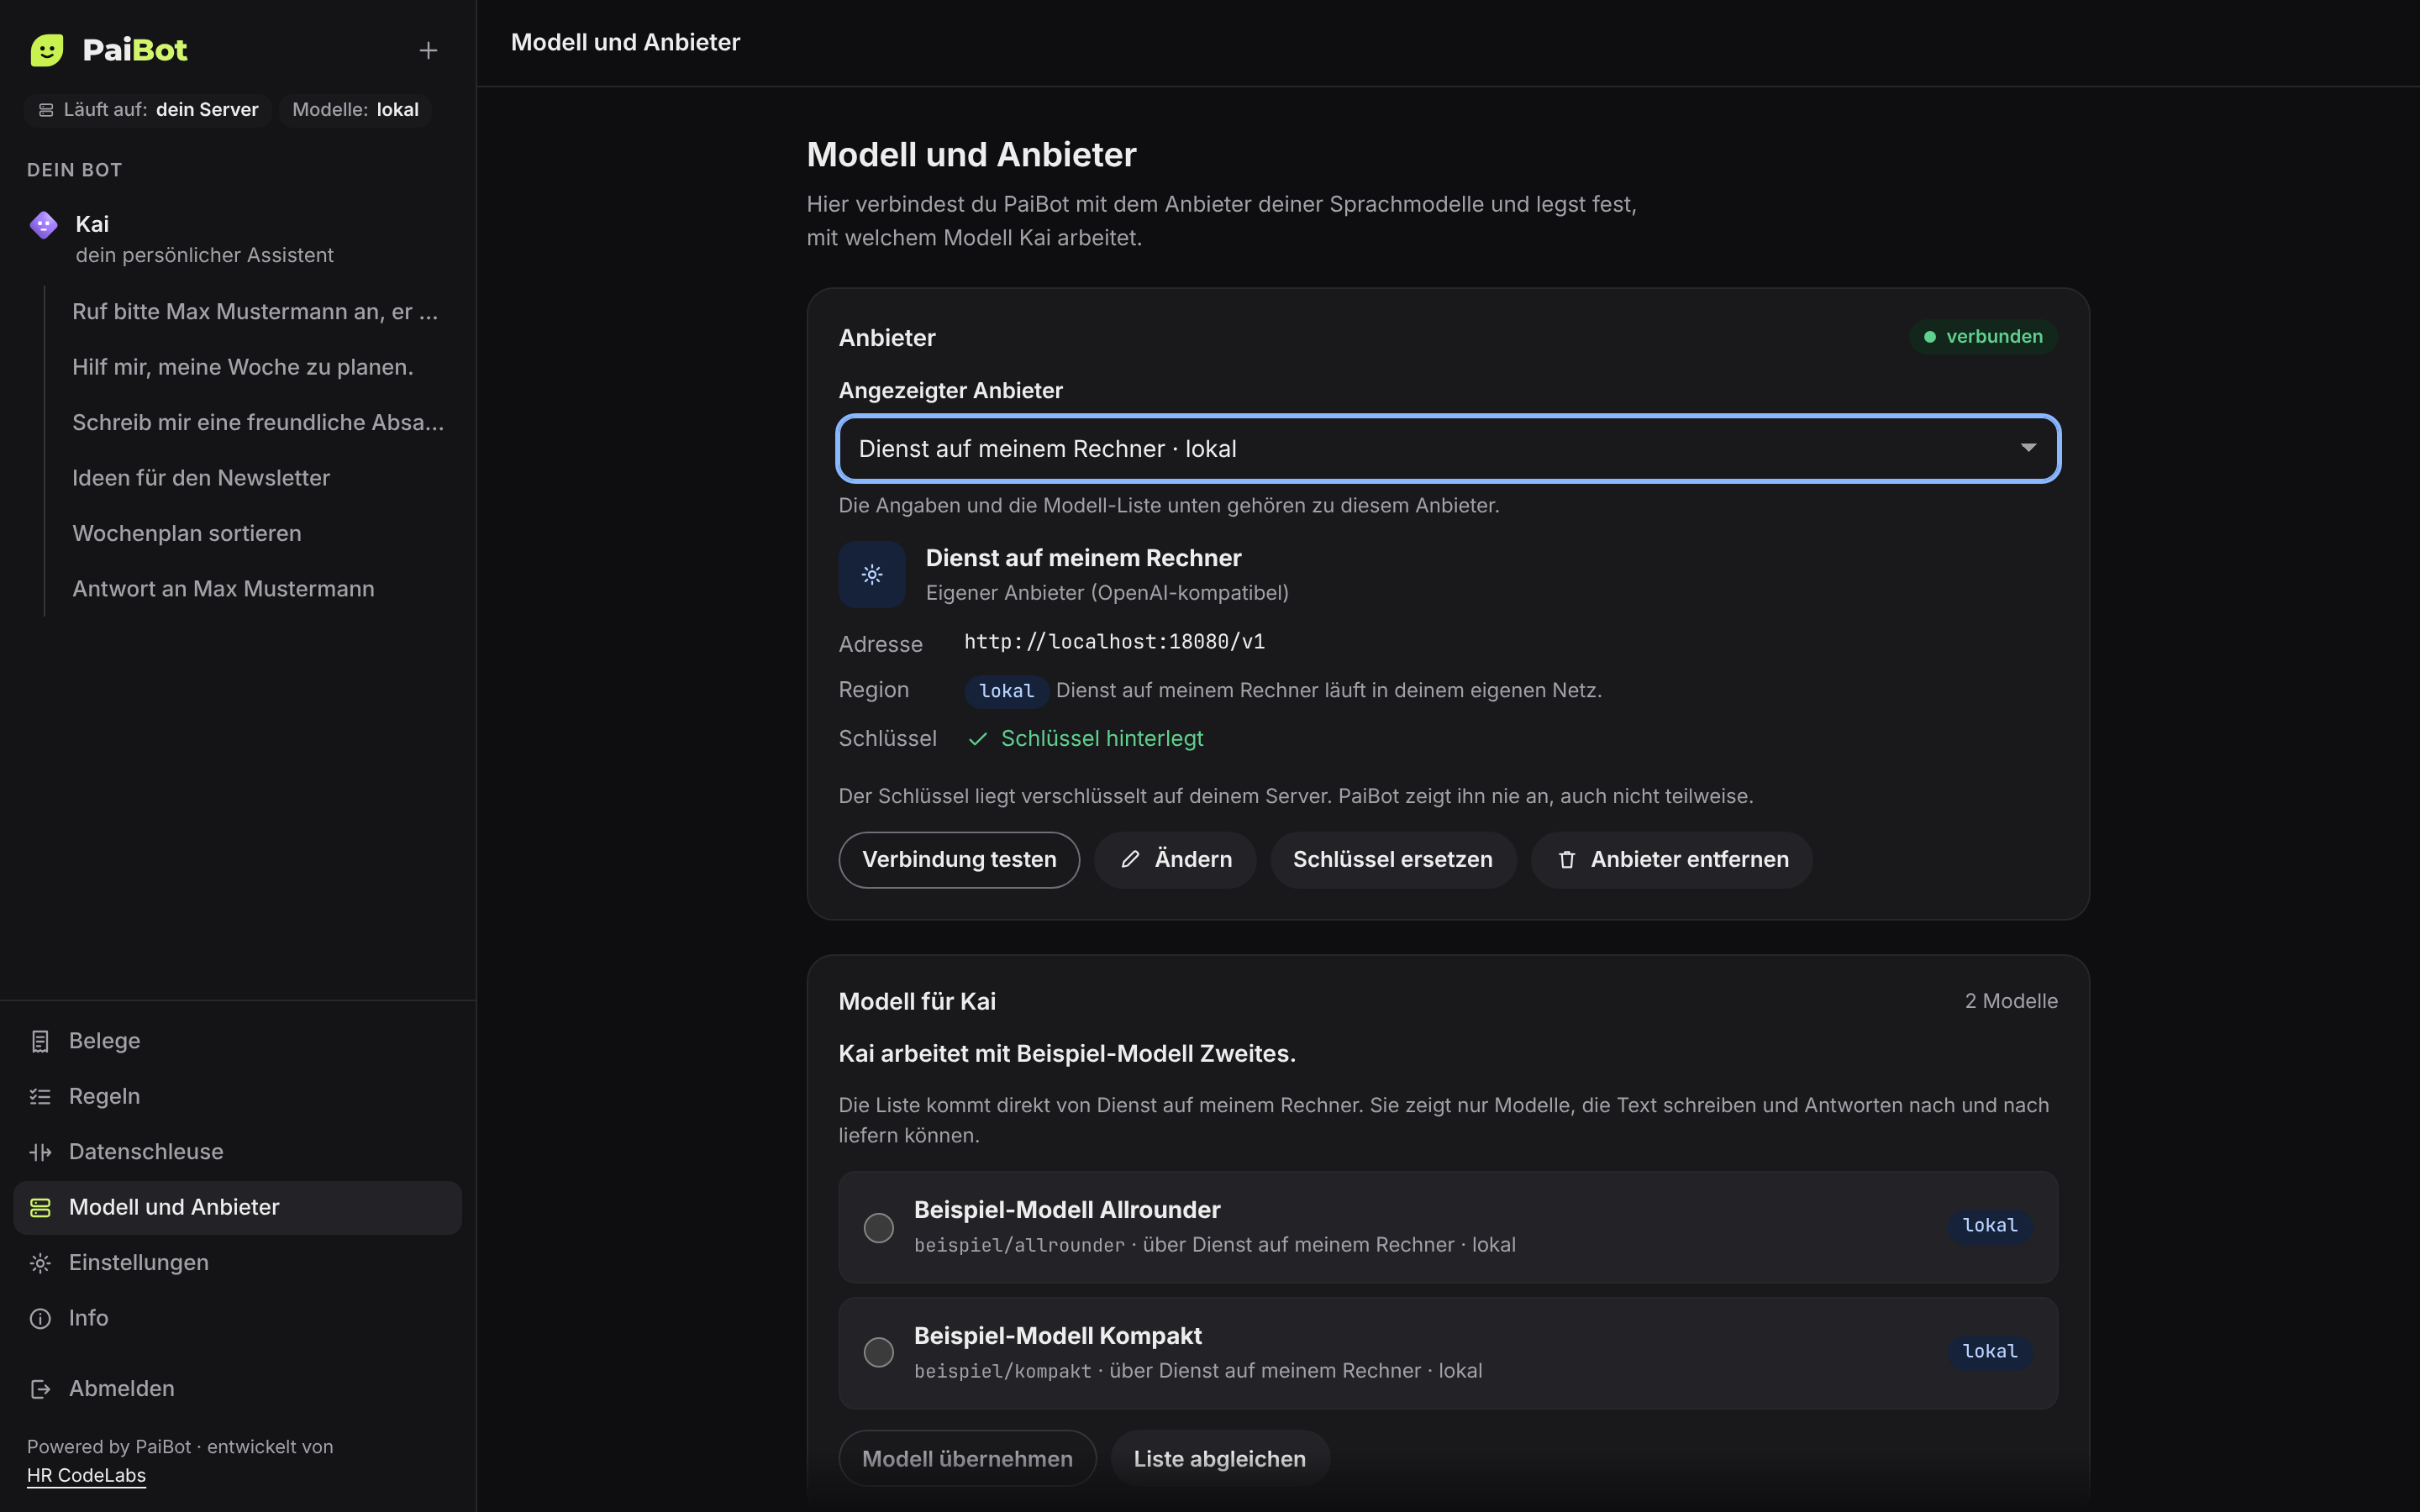 PaiBot
Läuft auf: dein Server
Modelle: lokal
DEIN BOT
Kai
dein persönlicher Assistent
Ruf bitte Max Mustermann an, er ...
Hilf mir, meine Woche zu planen.
Schreib mir eine freundliche Absa...
Ideen für den Newsletter
Wochenplan sortieren
Antwort an Max Mustermann
Belege
Regeln
Datenschleuse
Modell und Anbieter
Einstellungen
Info
Abmelden
Powered by PaiBot · entwickelt von
HR CodeLabs
Modell und Anbieter
Modell und Anbieter
Hier verbindest du PaiBot mit dem Anbieter deiner Sprachmodelle und legst fest,
mit welchem Modell Kai arbeitet.
Anbieter
verbunden
Angezeigter Anbieter
Dienst auf meinem Rechner · lokal
Die Angaben und die Modell-Liste unten gehören zu diesem Anbieter.
Dienst auf meinem Rechner
Eigener Anbieter (OpenAI-kompatibel)
Adresse http://localhost:18080/v1
Region lokal Dienst auf meinem Rechner läuft in deinem eigenen Netz.
Schlüssel Schlüssel hinterlegt
Der Schlüssel liegt verschlüsselt auf deinem Server. PaiBot zeigt ihn nie an, auch nicht teilweise.
Verbindung testen
Ändern
Schlüssel ersetzen
Anbieter entfernen
Modell für Kai
2 Modelle
Kai arbeitet mit Beispiel-Modell Zweites.
Die Liste kommt direkt von Dienst auf meinem Rechner. Sie zeigt nur Modelle, die Text schreiben und Antworten nach und nach
liefern können.
Beispiel-Modell Allrounder
beispiel/allrounder · über Dienst auf meinem Rechner · lokal
lokal
Beispiel-Modell Kompakt
beispiel/kompakt · über Dienst auf meinem Rechner · lokal
lokal
Modell übernehmen
Liste abgleichen